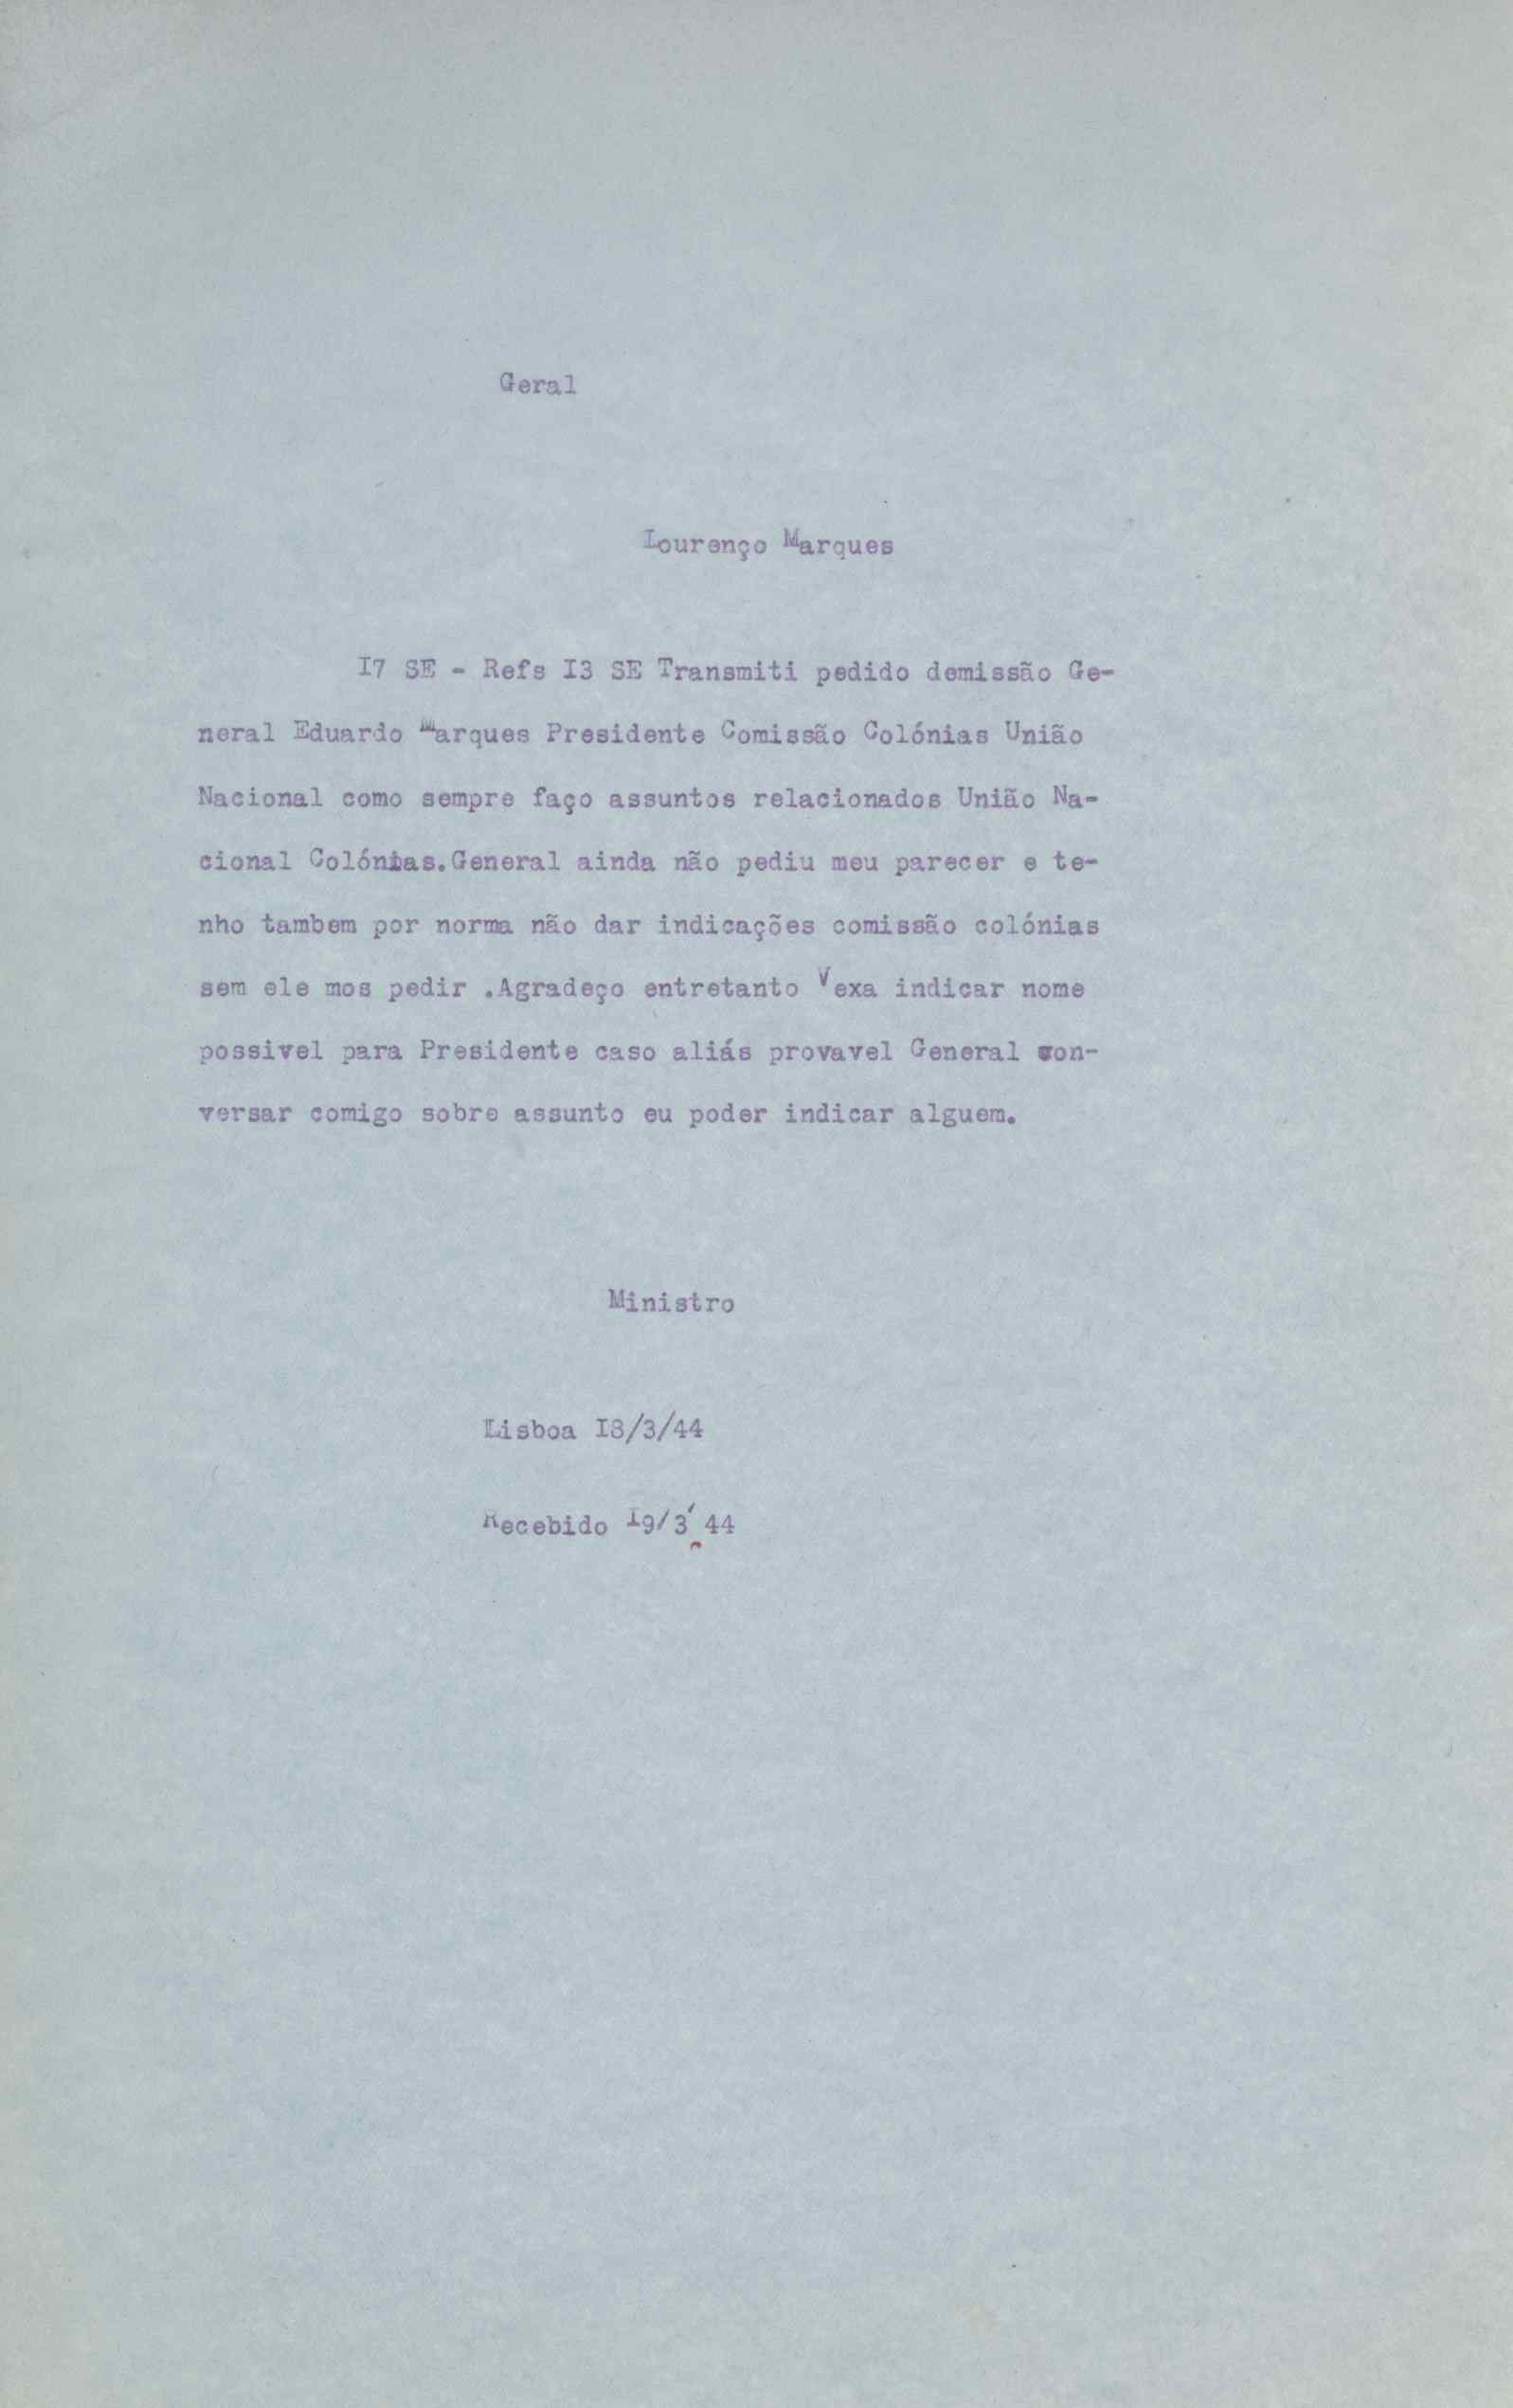 Geral
Lourenço Marques
I7 SE - Refs I3 SE Transmiti pedido demissão Ge-
neral Eduardo Marques Presidente Comissão Colónias União
Nacional como sempre faço assuntos relacionados União Na-
cional Colónias.General ainda não pediu meu parecer e te-
nho tambem por norma não dar indicações comissão colónias
sem ele mos pedir .Agradeço entretanto Vexa indicar nome
possivel para Presidente caso aliás provavel General con-
versar comigo sobre assunto eu poder indicar alguem.
Ministro
Lisboa I8/3/44
Recebido I9/3/44